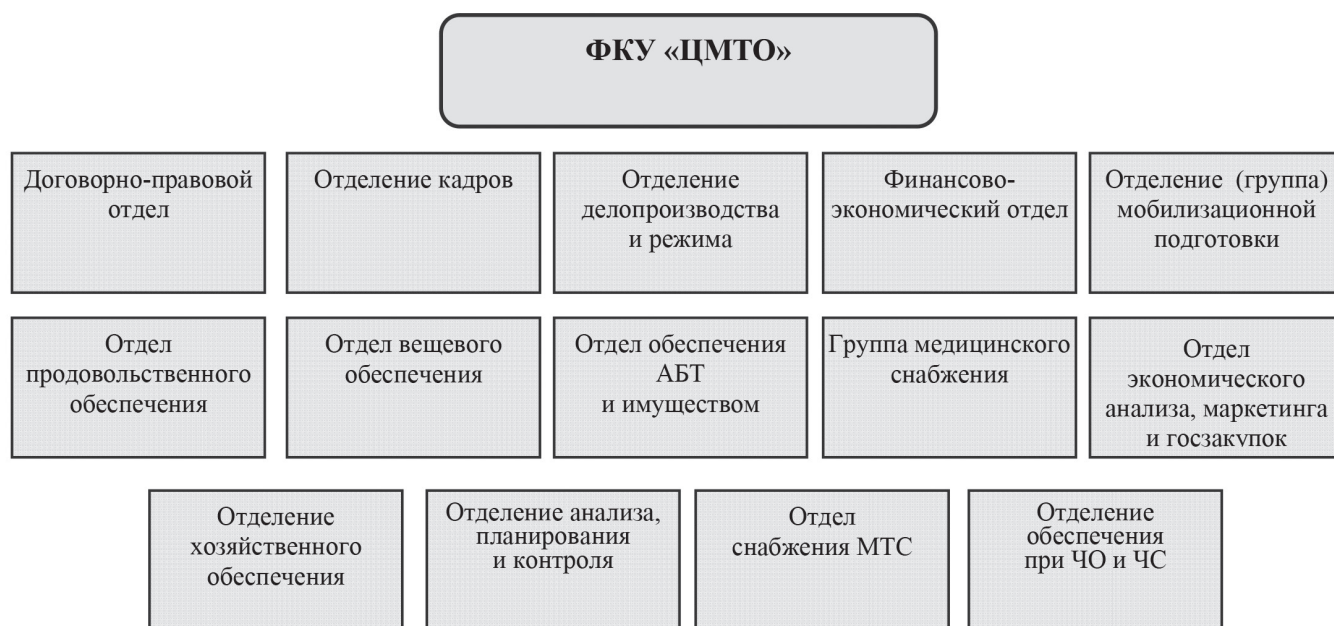 ФКУ «ЦМТО»
Договорно-правовой
отдел
Отделение кадров
Отделение
делопроизводства
и режима
Финансово-
экономический отдел
Отделение (группа)
мобилизационной
подготовки
Отдел
продовольственного
обеспечения
Отдел вещевого
обеспечения
Отдел обеспечения
АБТ
и имуществом
Группа медицинского
снабжения
Отдел
экономического
анализа, маркетинга
и госзакупок
Отделение
хозяйственного
обеспечения
Отделение анализа,
планирования
и контроля
Отдел
снабжения МТС
Отделение
обеспечения
при ЧО и ЧС